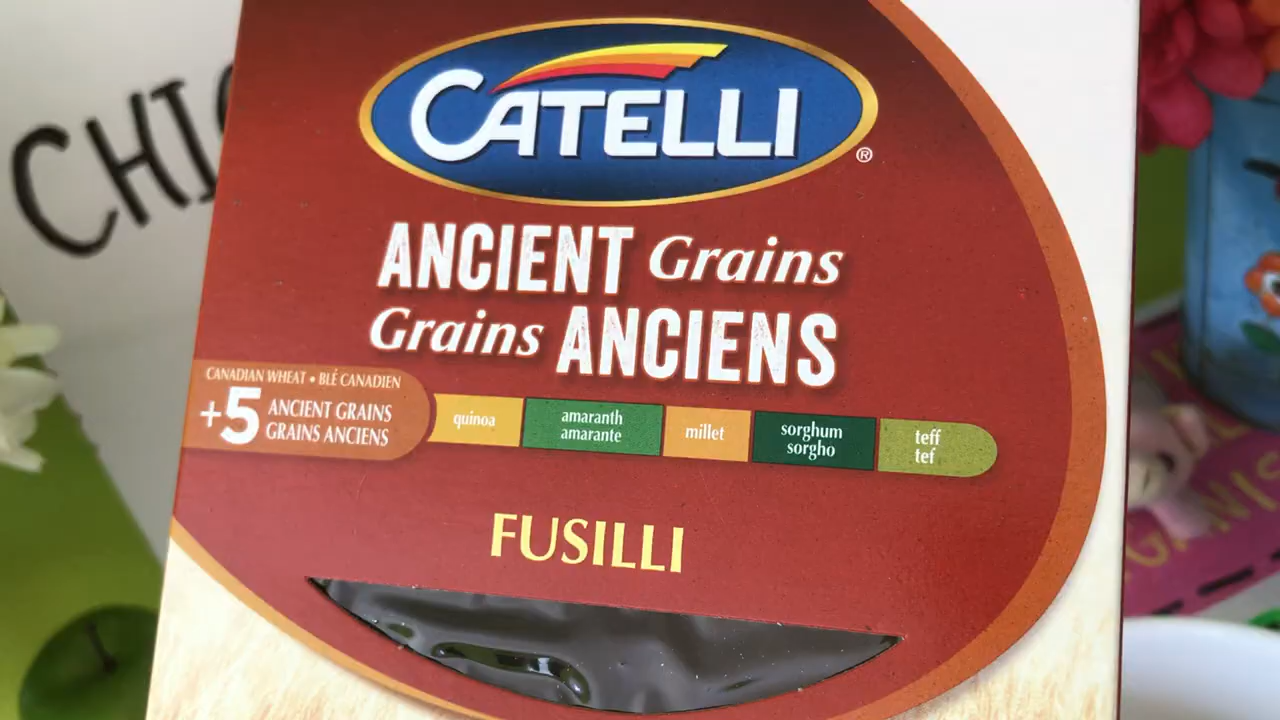 CATELLI
®
ANCIENT Grains
Grains ANCIENS
CANADIAN WHEAT • BLÉ CANADIEN
+5 ANCIENT GRAINS
GRAINS ANCIENS
quinoa
amaranth
amarante
millet
sorghum
sorgho
teff
tef
FUSILLI
CHI